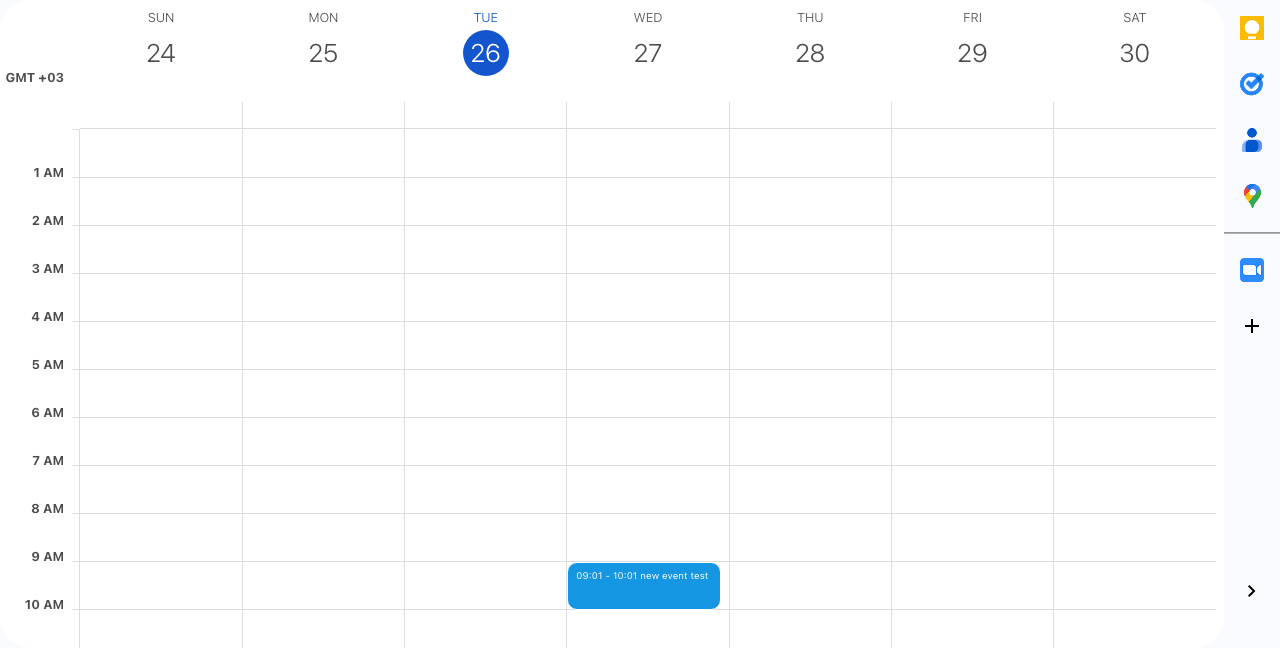 SUN MON TUE WED THU FRI SAT
24 25 26 27 28 29 30
GMT +03
1 AM
2 AM
3 AM
4 AM
5 AM
6 AM
7 AM
8 AM
9 AM
09:01 - 10:01 new event test
10 AM